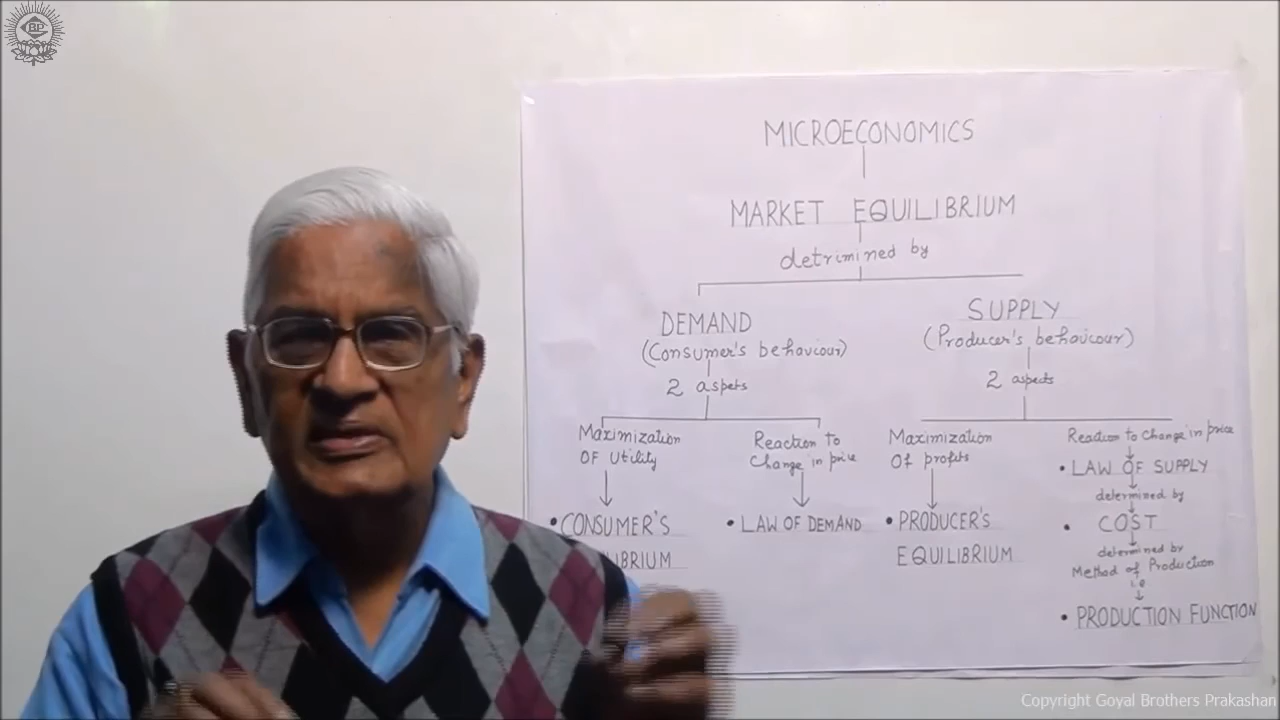 BP
MICROECONOMICS
MARKET EQUILIBRIUM
detrimined by
DEMAND
(Consumer's behaviour)
2 aspets
Maximization
OF Utility
•CONSUMER'S
LIBRIUM
Reaction to
Change in price
• LAW OF DEMAND
SUPPLY
(Producer's behaviour)
2 aspects
Maximization
Of profits
• PRODUCER'S
EQUILIBRIUM
Reaction to Change in price
• LAW OF SUPPLY
determined by
• COST
determined by
Method of Production
i.e
• PRODUCTION FUNCTION
Copyright Goyal Brothers Prakashan